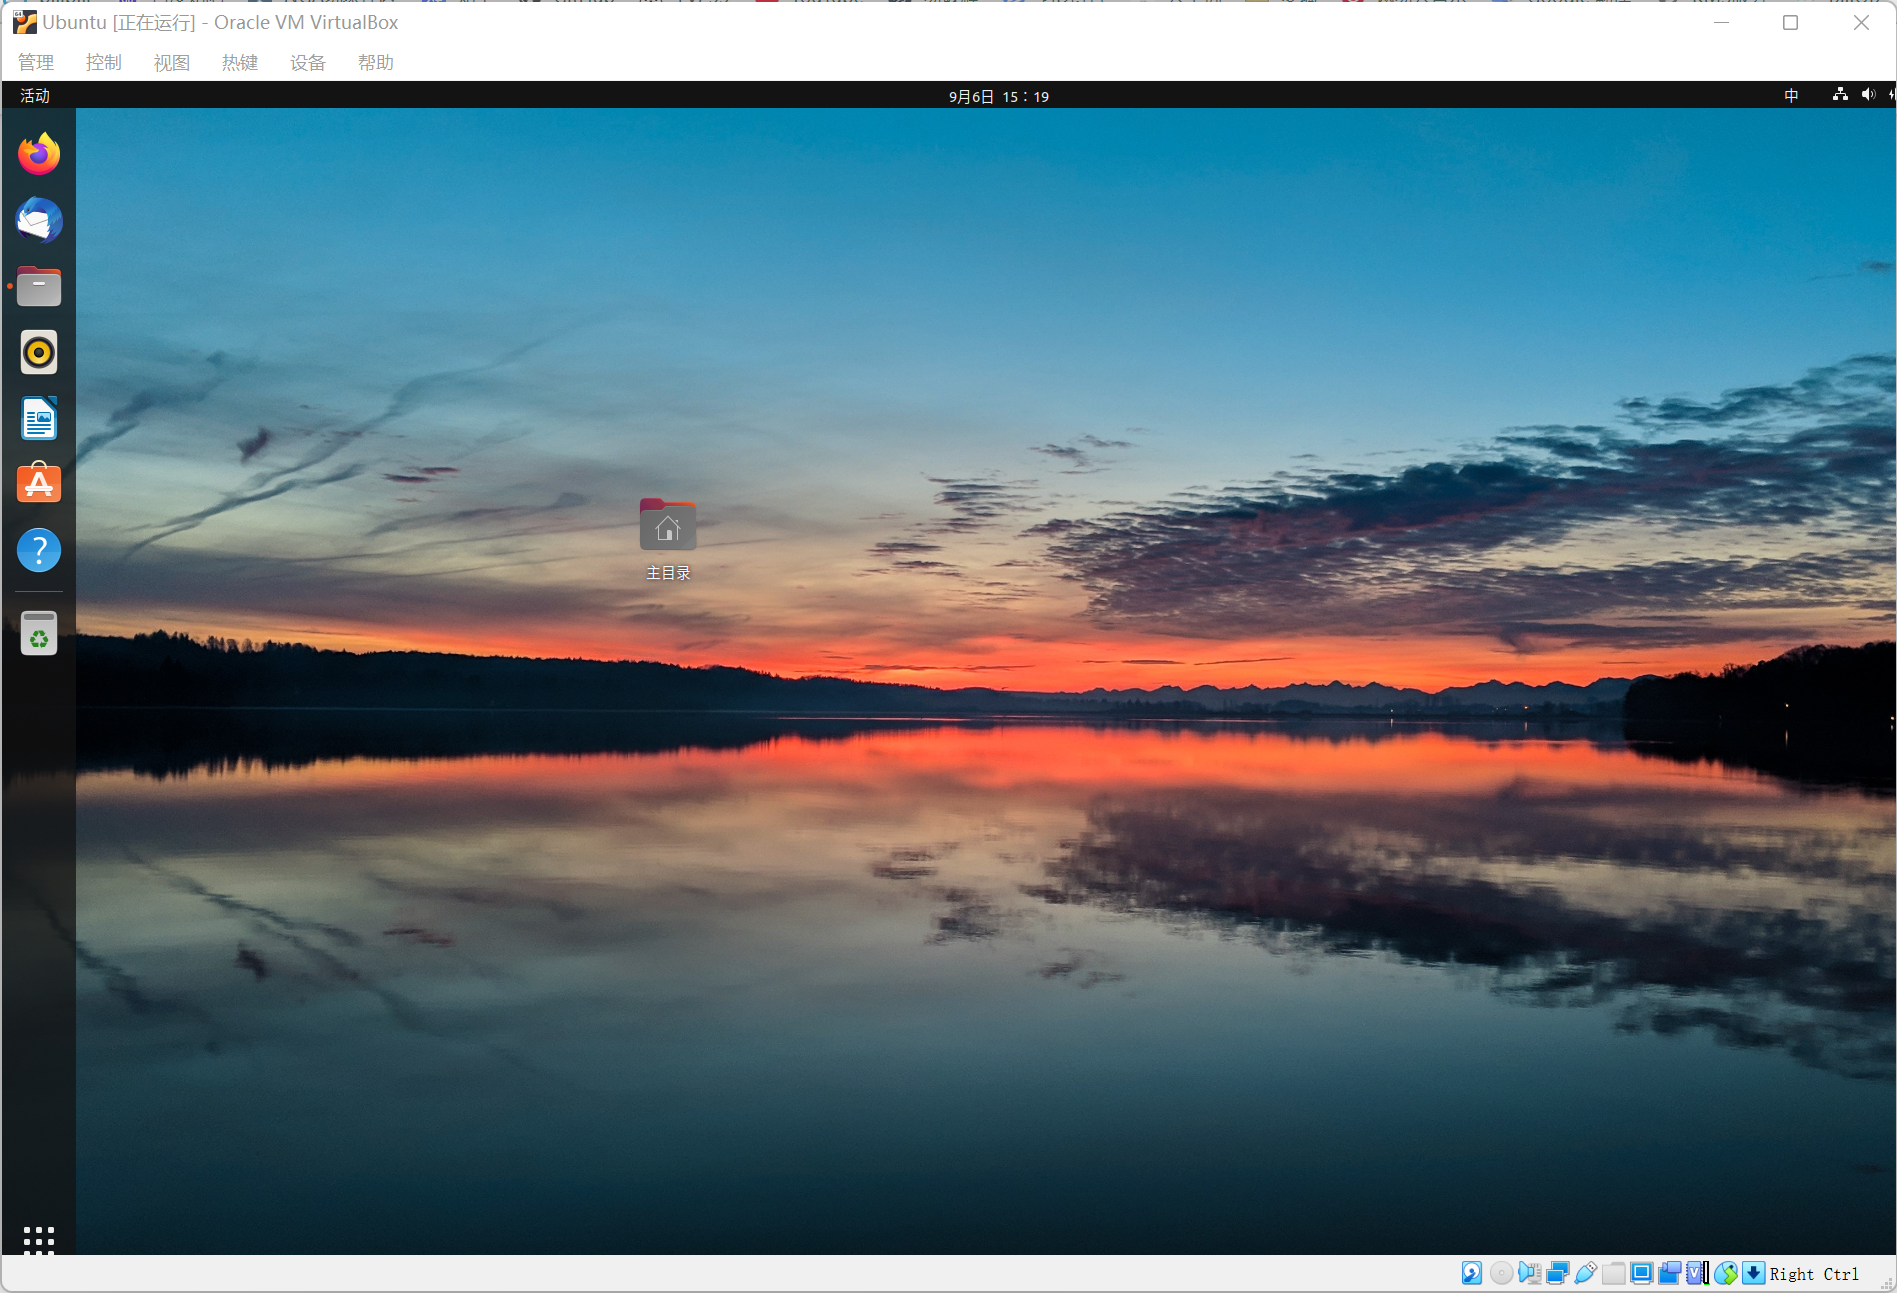 Ubuntu [正在运行] - Oracle VM VirtualBox
管理 控制 视图 热键 设备 帮助
活动 9月6日 15：19 中
主目录
Right Ctrl